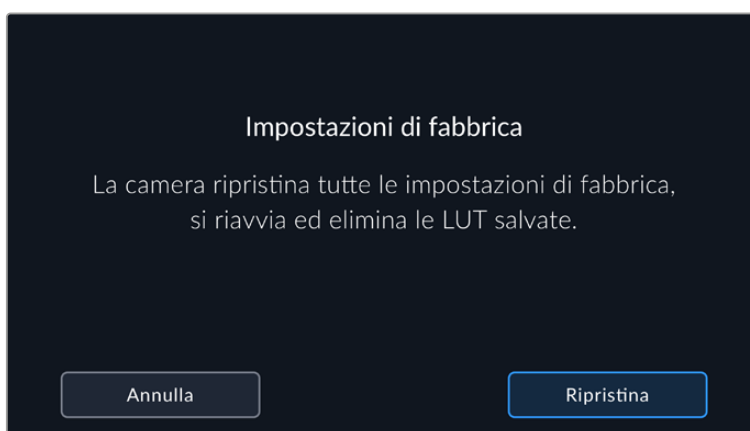 Impostazioni di fabbrica
La camera ripristina tutte le impostazioni di fabbrica,
si riavvia ed elimina le LUT salvate.
Annulla
Ripristina